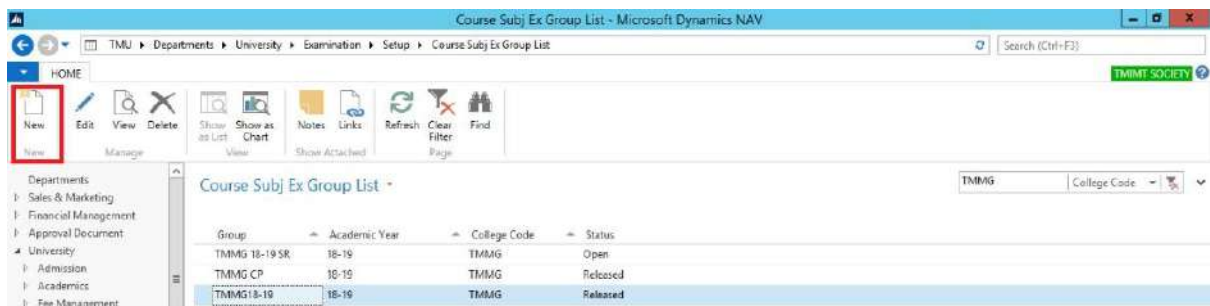 Course Subj Ex Group List - Microsoft Dynamics NAV
TMU Departments University Examination Setup Course Subj Ex Group List Search (Ctrl+F3)
HOME TMIMT SOCIETY
New Edit View Delete Show as List Show as Chart Notes Links Refresh Clear Filter Find
New Manage View Show Attached Page
Departments
Course Subj Ex Group List TMMG College Code
Sales & Marketing
Financial Management
Approval Document
Group Academic Year College Code Status
University
TMMG 18-19 SR 18-19 TMMG Open
Admission
TMMG CP 18-19 TMMG Released
Academics
TMMG18-19 18-19 TMMG Released
Fee Management